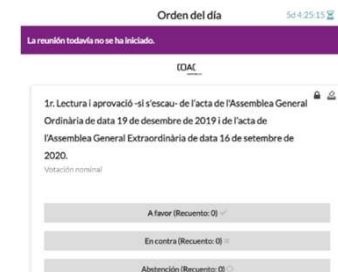 Orden del día
5d 4:25:15
La reunión todavía no se ha iniciado.
COAC
1r. Lectura i aprovació -si s'escau- de l'acta de l'Assemblea General
Ordinària de data 19 de desembre de 2019 i de l'acta de
l'Assemblea General Extraordinària de data 16 de setembre de
2020.
Votación nominal
A favor (Recuento: 0)
En contra (Recuento: 0)
Abstención (Recuento: 0)